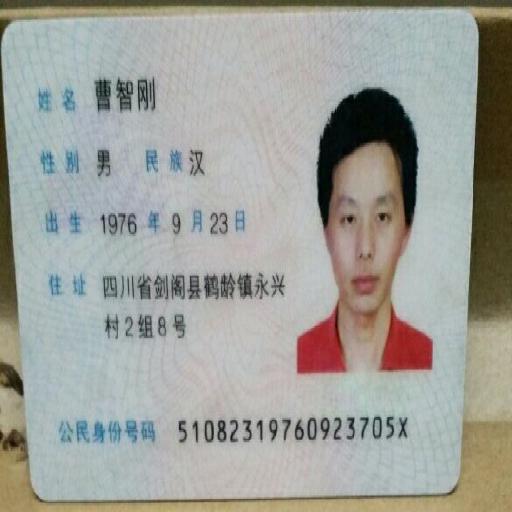 姓名 曹智刚
性别 男 民族 汉
出生 1976 年 9 月 23 日
住址 四川省剑阁县鹤龄镇永兴
村2组8号
公民身份号码 51082319760923705X